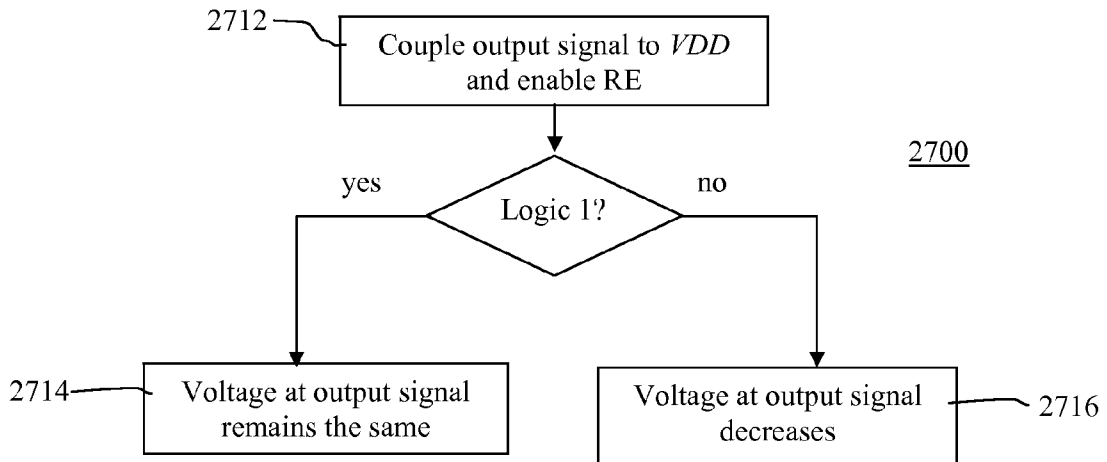 2712
Couple output signal to VDD
and enable RE
2700
yes
no
Logic 1?
2714
Voltage at output signal
remains the same
Voltage at output signal
decreases
2716